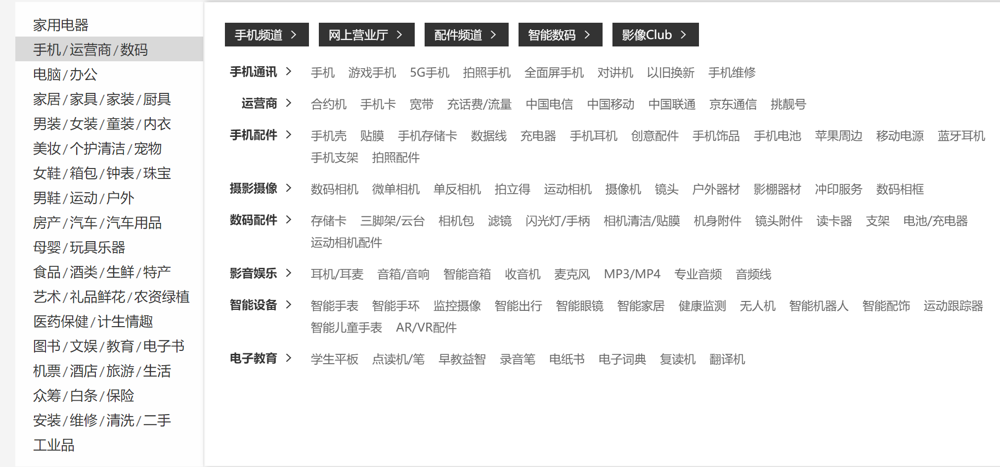 家用电器
手机/运营商/数码
电脑/办公
家居/家具/家装/厨具
男装/女装/童装/内衣
美妆/个护清洁/宠物
女鞋/箱包/钟表/珠宝
男鞋/运动/户外
房产/汽车/汽车用品
母婴/玩具乐器
食品/酒类/生鲜/特产
艺术/礼品鲜花/农资绿植
医药保健/计生情趣
图书/文娱/教育/电子书
机票/酒店/旅游/生活
众筹/白条/保险
安装/维修/清洗/二手
工业品
手机频道 > 网上营业厅 > 配件频道 > 智能数码 > 影像Club >
手机通讯 > 手机 游戏手机 5G手机 拍照手机 全面屏手机 对讲机 以旧换新 手机维修
运营商 > 合约机 手机卡 宽带 充话费/流量 中国电信 中国移动 中国联通 京东通信 挑靓号
手机配件 > 手机壳 贴膜 手机存储卡 数据线 充电器 手机耳机 创意配件 手机饰品 手机电池 苹果周边 移动电源 蓝牙耳机
手机支架 拍照配件
摄影摄像 > 数码相机 微单相机 单反相机 拍立得 运动相机 摄像机 镜头 户外器材 影棚器材 冲印服务 数码相框
数码配件 > 存储卡 三脚架/云台 相机包 滤镜 闪光灯/手柄 相机清洁/贴膜 机身附件 镜头附件 读卡器 支架 电池/充电器
运动相机配件
影音娱乐 > 耳机/耳麦 音箱/音响 智能音箱 收音机 麦克风 MP3/MP4 专业音频 音频线
智能设备 > 智能手表 智能手环 监控摄像 智能出行 智能眼镜 智能家居 健康监测 无人机 智能机器人 智能配饰 运动跟踪器
智能儿童手表 AR/VR配件
电子教育 > 学生平板 点读机/笔 早教益智 录音笔 电纸书 电子词典 复读机 翻译机